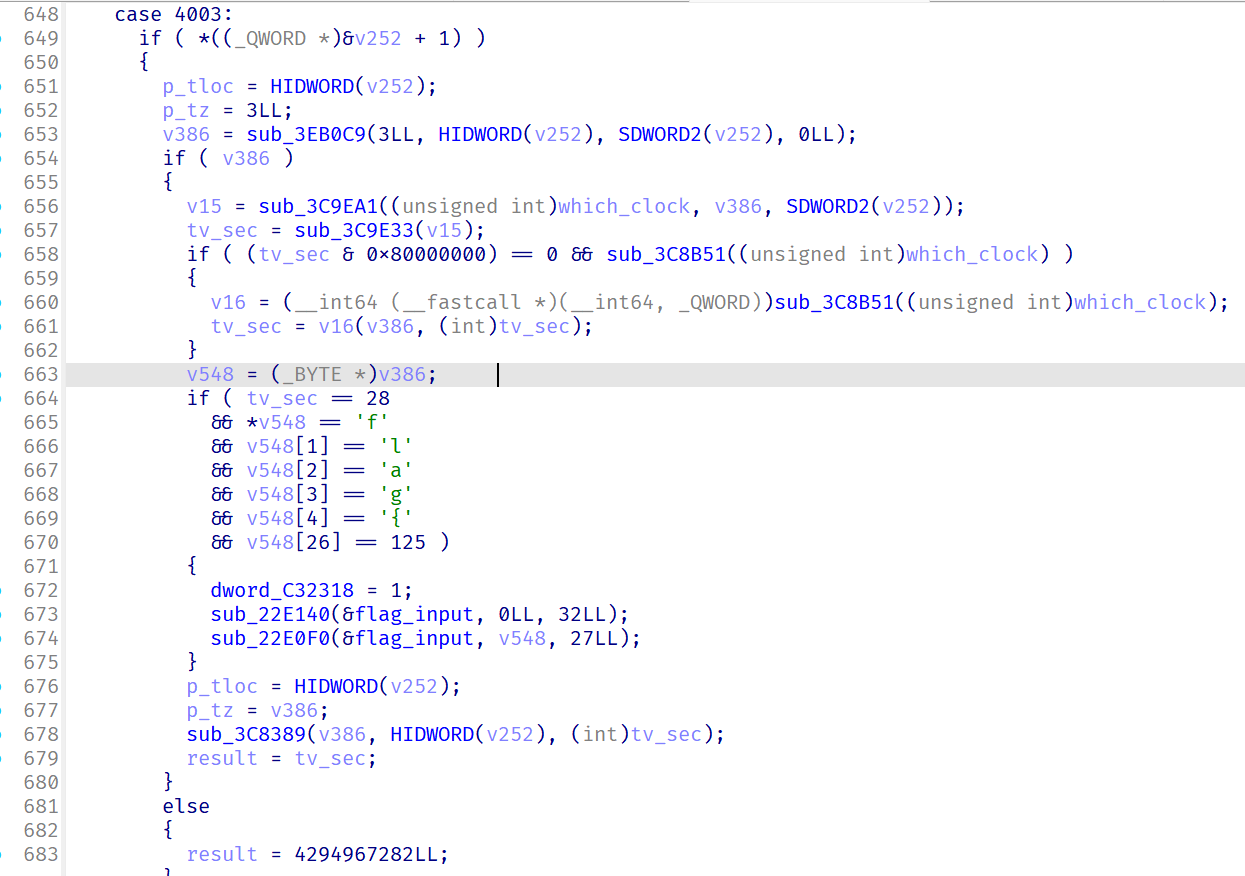 648 case 4003:
649 if ( *((_QWORD *)&v252 + 1) )
650 {
651 p_tloc = HIDWORD(v252);
652 p_tz = 3LL;
653 v386 = sub_3EB0C9(3LL, HIDWORD(v252), SDWORD2(v252), 0LL);
654 if ( v386 )
655 {
656 v15 = sub_3C9EA1((unsigned int)which_clock, v386, SDWORD2(v252));
657 tv_sec = sub_3C9E33(v15);
658 if ( (tv_sec & 0x80000000) == 0 && sub_3C8B51((unsigned int)which_clock) )
659 {
660 v16 = (__int64 (__fastcall *)(__int64, _QWORD))sub_3C8B51((unsigned int)which_clock);
661 tv_sec = v16(v386, (int)tv_sec);
662 }
663 v548 = (_BYTE *)v386;
664 if ( tv_sec == 28
665 && *v548 == 'f'
666 && v548[1] == 'l'
667 && v548[2] == 'a'
668 && v548[3] == 'g'
669 && v548[4] == '{'
670 && v548[26] == 125 )
671 {
672 dword_C32318 = 1;
673 sub_22E140(&flag_input, 0LL, 32LL);
674 sub_22E0F0(&flag_input, v548, 27LL);
675 }
676 p_tloc = HIDWORD(v252);
677 p_tz = v386;
678 sub_3C8389(v386, HIDWORD(v252), (int)tv_sec);
679 result = tv_sec;
680 }
681 else
682 {
683 result = 4294967282LL;